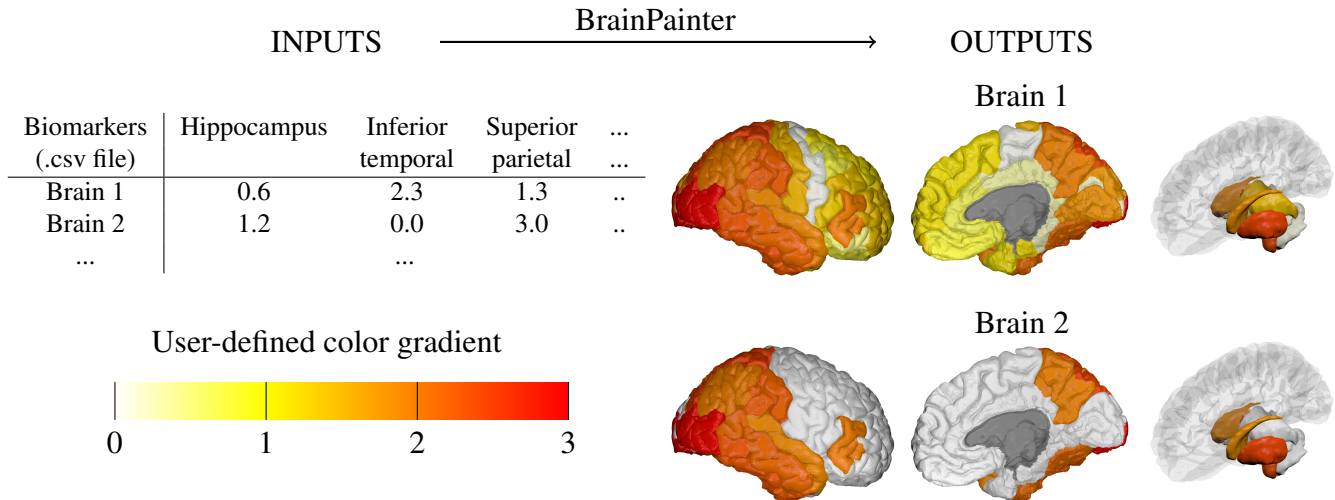 BrainPainter
INPUTS OUTPUTS
Biomarkers Hippocampus Inferior Superior ...
(.csv file) temporal parietal ...
Brain 1 0.6 2.3 1.3 ..
Brain 2 1.2 0.0 3.0 ..
... ...
Brain 1
User-defined color gradient
0 1 2 3
Brain 2